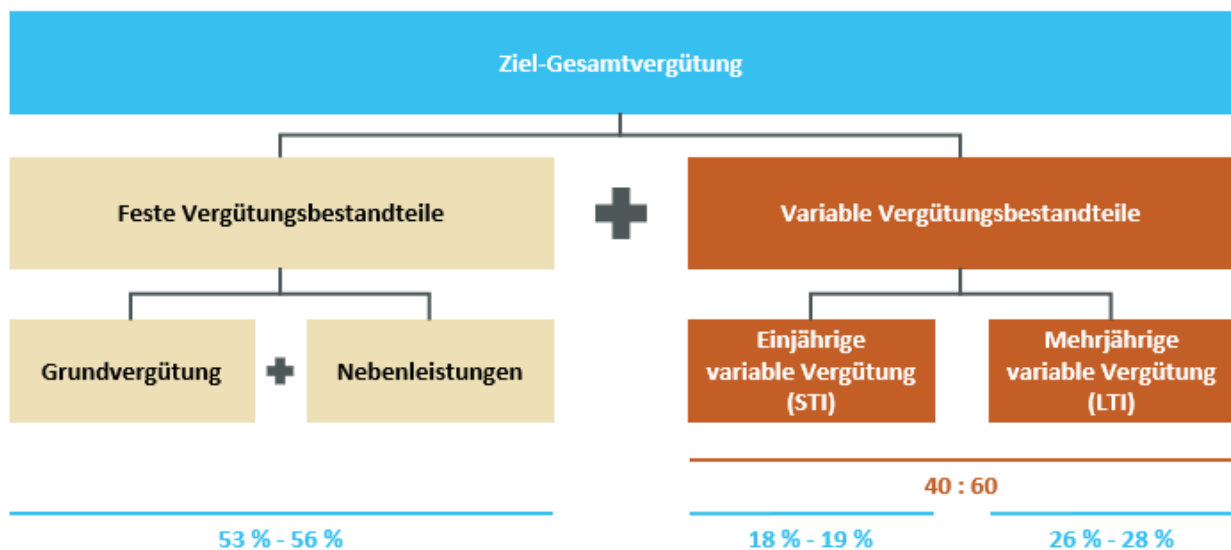 Ziel-Gesamtvergütung
Feste Vergütungsbestandteile
Variable Vergütungsbestandteile
Grundvergütung
Nebenleistungen
Einjährige
variable Vergütung
(STI)
Mehrjährige
variable Vergütung
(LTI)
40 : 60
53 % - 56 %
18 % - 19 %
26 % - 28 %